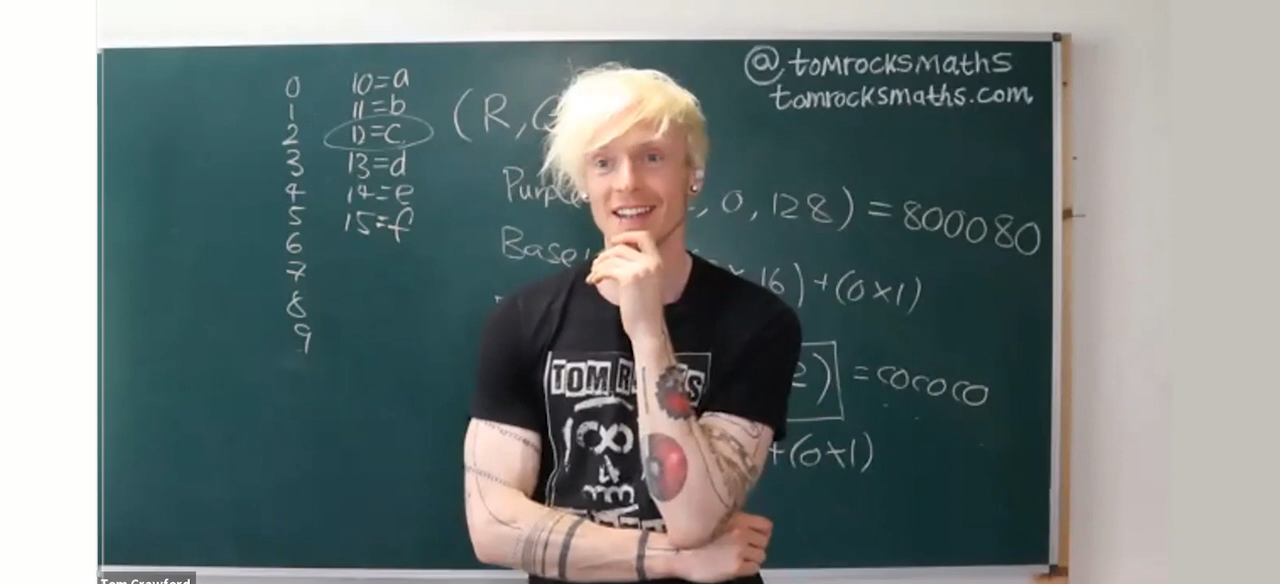 0
1
2
3
4
5
6
7
8
9
10=a
11=b
12=c
13=d
14=e
15=f
@tomrocksmaths
tomrocksmaths.com
(R,
, 0, 128) = 800080
Base
16) + (0×1)
2) = c0c0c0
+(0×1)
TOM R
Tom Crawford